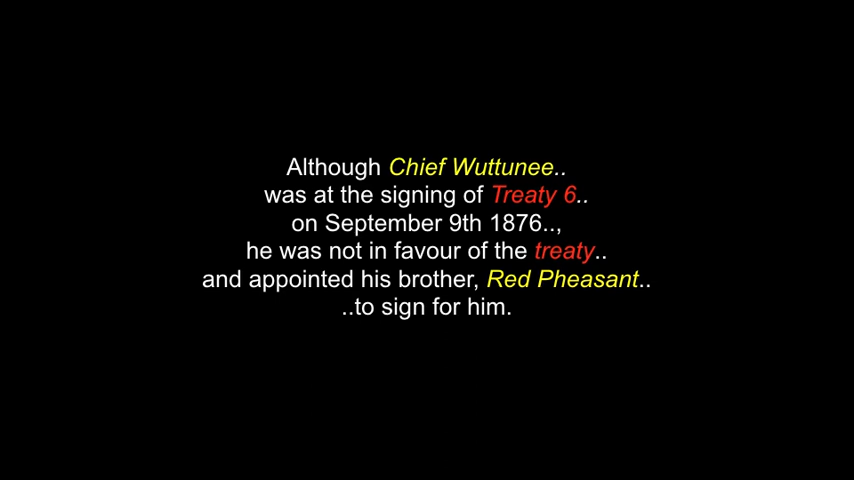 Although Chief Wuttunee..
was at the signing of Treaty 6..
on September 9th 1876..,
he was not in favour of the treaty..
and appointed his brother, Red Pheasant..
..to sign for him.